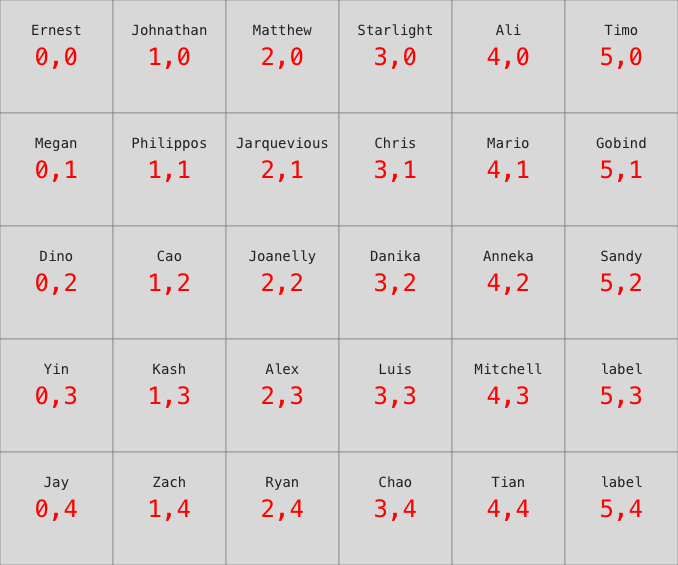 Ernest Johnathan Matthew Starlight Ali Timo
0,0 1,0 2,0 3,0 4,0 5,0
Megan Philippos Jarquevious Chris Mario Gobind
0,1 1,1 2,1 3,1 4,1 5,1
Dino Cao Joanelly Danika Anneka Sandy
0,2 1,2 2,2 3,2 4,2 5,2
Yin Kash Alex Luis Mitchell label
0,3 1,3 2,3 3,3 4,3 5,3
Jay Zach Ryan Chao Tian label
0,4 1,4 2,4 3,4 4,4 5,4